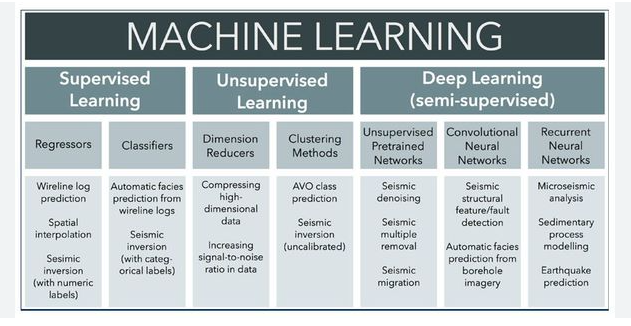 MACHINE LEARNING
Supervised
Learning
Unsupervised
Learning
Deep Learning
(semi-supervised)
Regressors
Classifiers
Dimension
Reducers
Clustering
Methods
Unsupervised
Pretrained
Networks
Convolutional
Neural
Networks
Recurrent
Neural
Networks
Wireline log
prediction
Spatial
interpolation
Sesimic
inversion
(with numeric
labels)
Automatic facies
prediction from
wireline logs
Seismic
inversion
(with categ-
orical labels)
Compressing
high-
dimensional
data
Increasing
signal-to-noise
ratio in data
AVO class
prediction
Seismic
inversion
(uncalibrated)
Seismic
denoising
Seismic
multiple
removal
Seismic
migration
Seismic
structural
feature/fault
detection
Automatic facies
prediction from
borehole
imagery
Microseismic
analysis
Sedimentary
process
modelling
Earthquake
prediction